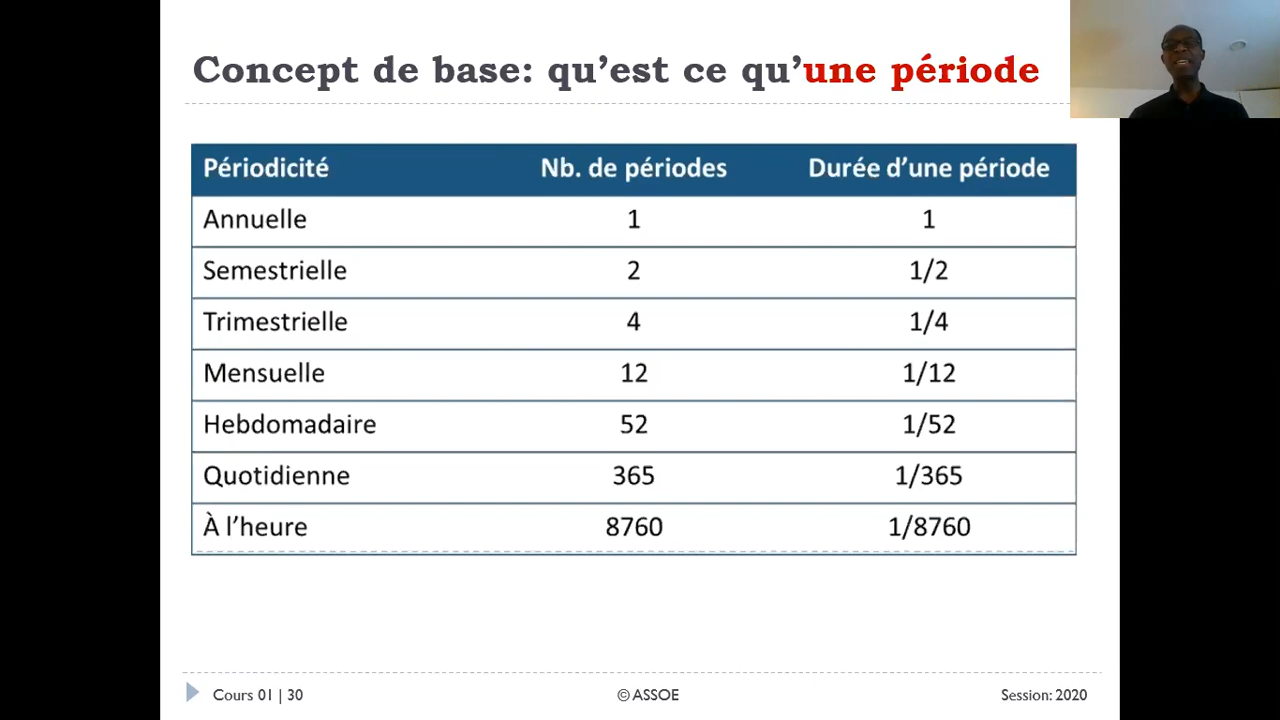 Concept de base: qu’est ce qu’une période
Périodicité Nb. de périodes Durée d’une période
Annuelle 1 1
Semestrielle 2 1/2
Trimestrielle 4 1/4
Mensuelle 12 1/12
Hebdomadaire 52 1/52
Quotidienne 365 1/365
À l’heure 8760 1/8760
Cours 01 | 30 © ASSOE Session: 2020